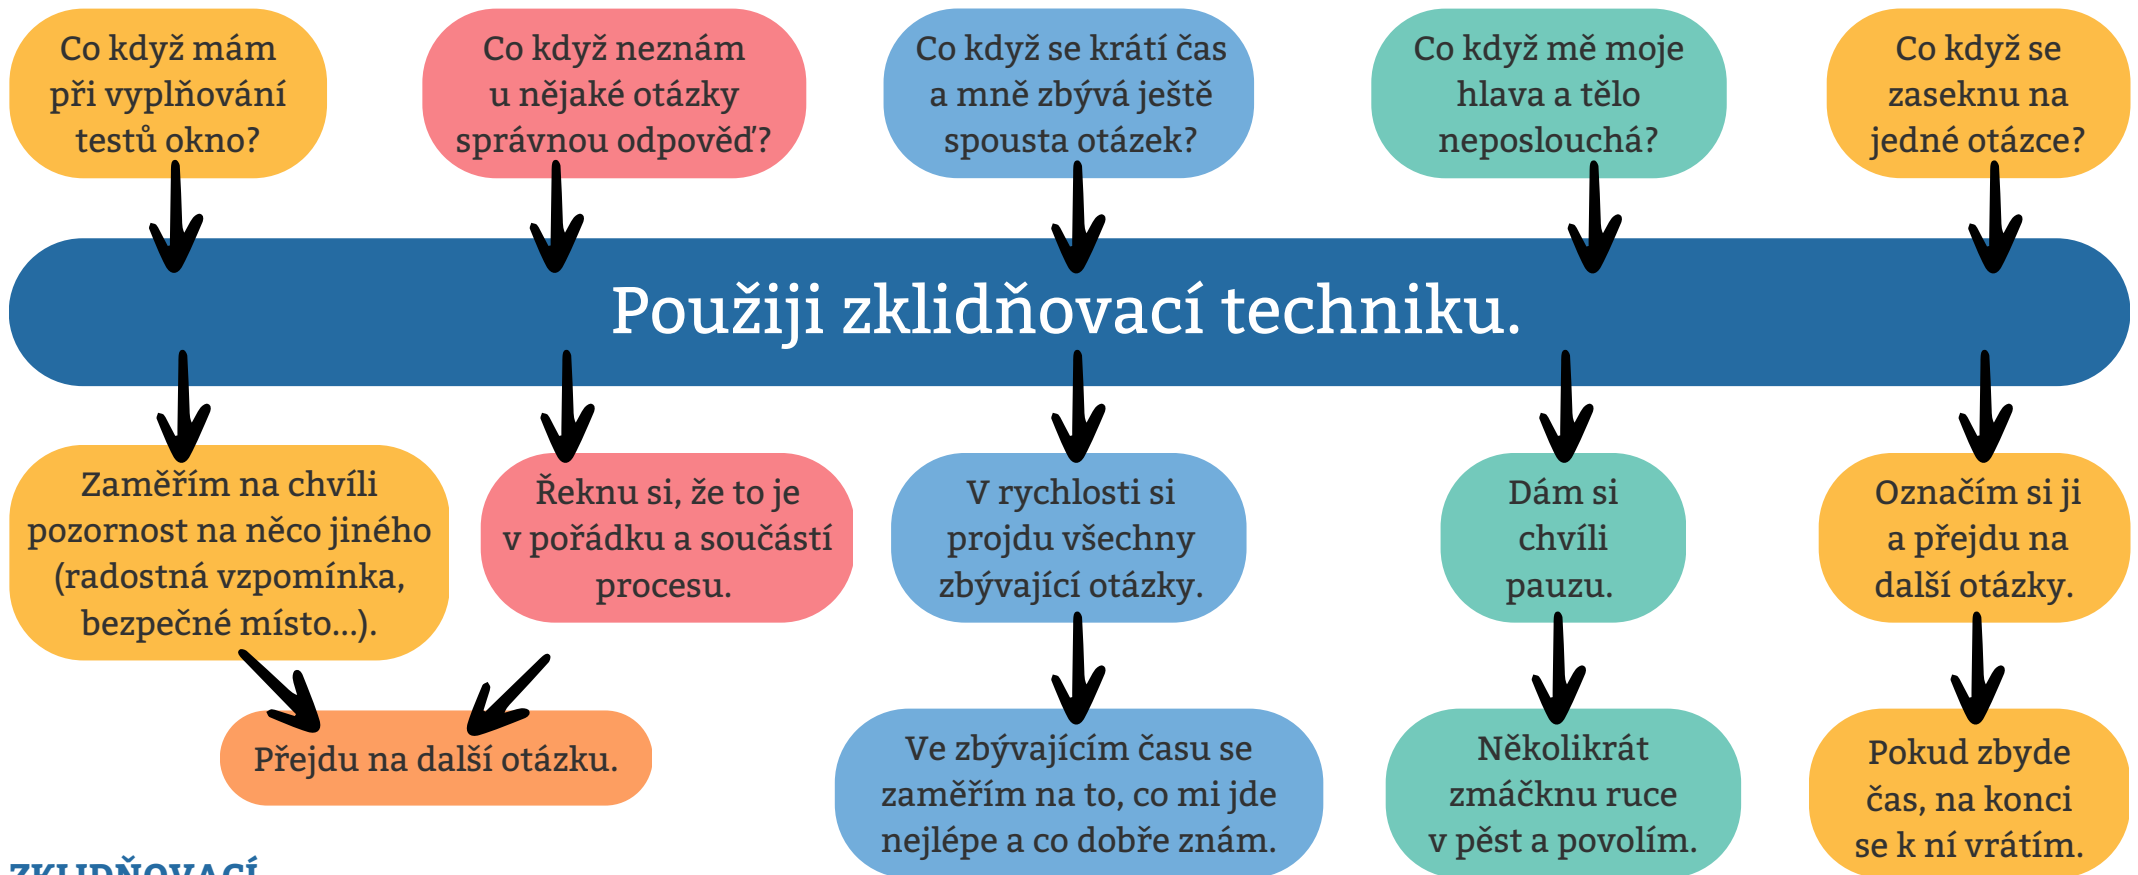 Co když mám
při vyplňování
testů okno?
Co když neznám
u nějaké otázky
správnou odpověď?
Co když se krátí čas
a mně zbývá ještě
spousta otázek?
Co když mě moje
hlava a tělo
neposlouchá?
Co když se
zaseknu na
jedné otázce?
Použiji zklidňovací techniku.
Zaměřím na chvíli
pozornost na něco jiného
(radostná vzpomínka,
bezpečné místo...).
Řeknu si, že to je
v pořádku a součástí
procesu.
V rychlosti si
projdu všechny
zbývající otázky.
Dám si
chvíli
pauzu.
Označím si ji
a přejdu na
další otázky.
Přejdu na další otázku.
Ve zbývajícím času se
zaměřím na to, co mi jde
nejlépe a co dobře znám.
Několikrát
zmáčknu ruce
v pěst a povolím.
Pokud zbyde
čas, na konci
se k ní vrátím.
ZKLIDŇOVACÍ